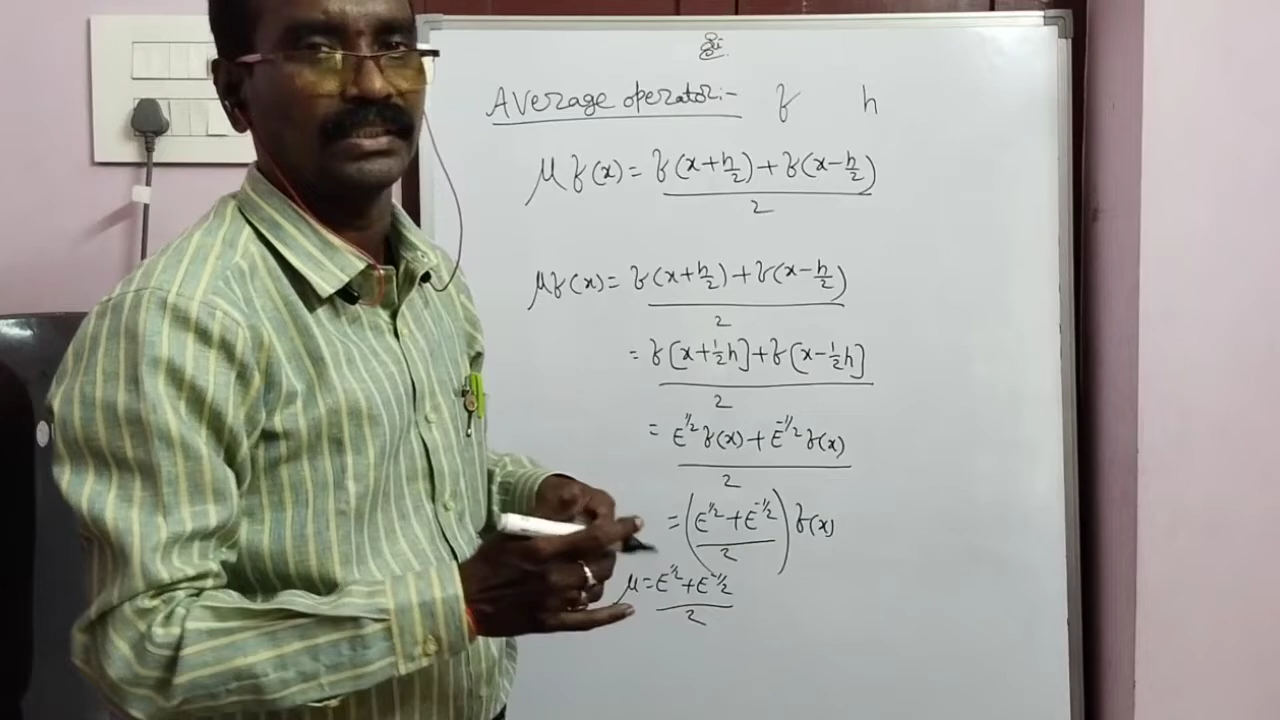 Average operator:- f h
μf(x) = f(x+h/2)+f(x-h/2) / 2
μf(x) = f(x+h/2)+f(x-h/2) / 2
= f[x+1/2h]+f[x-1/2h] / 2
= E^1/2 f(x)+E^-1/2 f(x) / 2
= (E^1/2+E^-1/2 / 2) f(x)
μ=E^1/2+E^-1/2 / 2